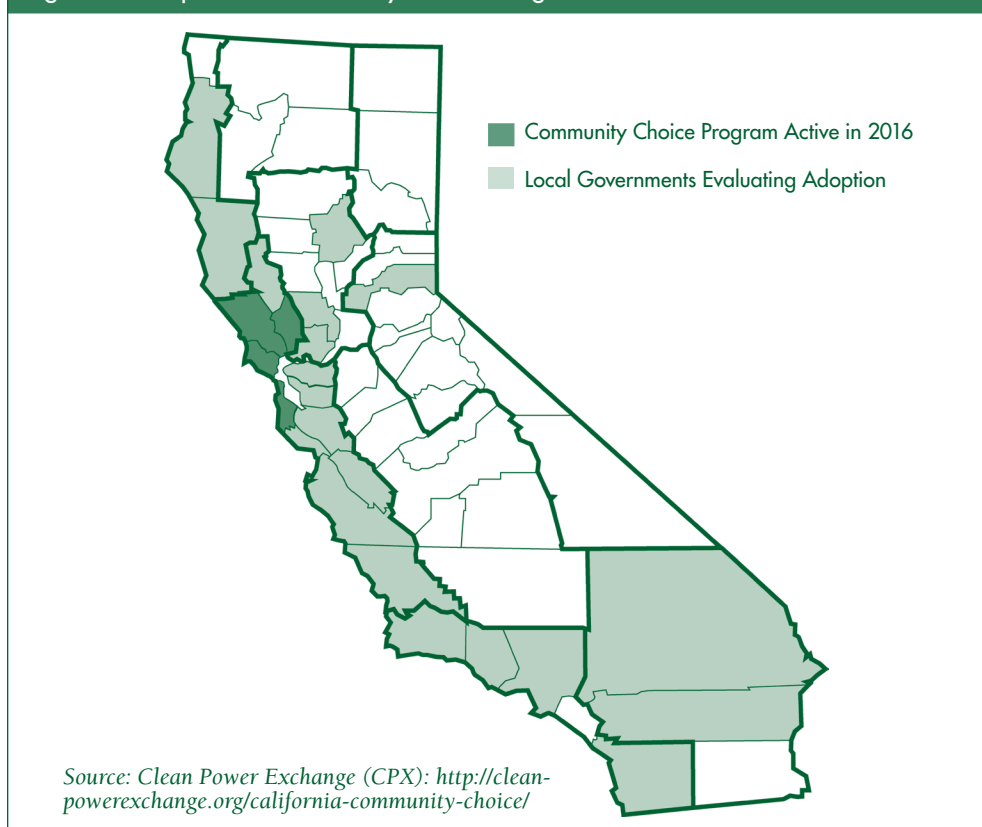 Community Choice Program Active in 2016
Local Governments Evaluating Adoption
Source: Clean Power Exchange (CPX): http://clean-
powerexchange.org/california-community-choice/